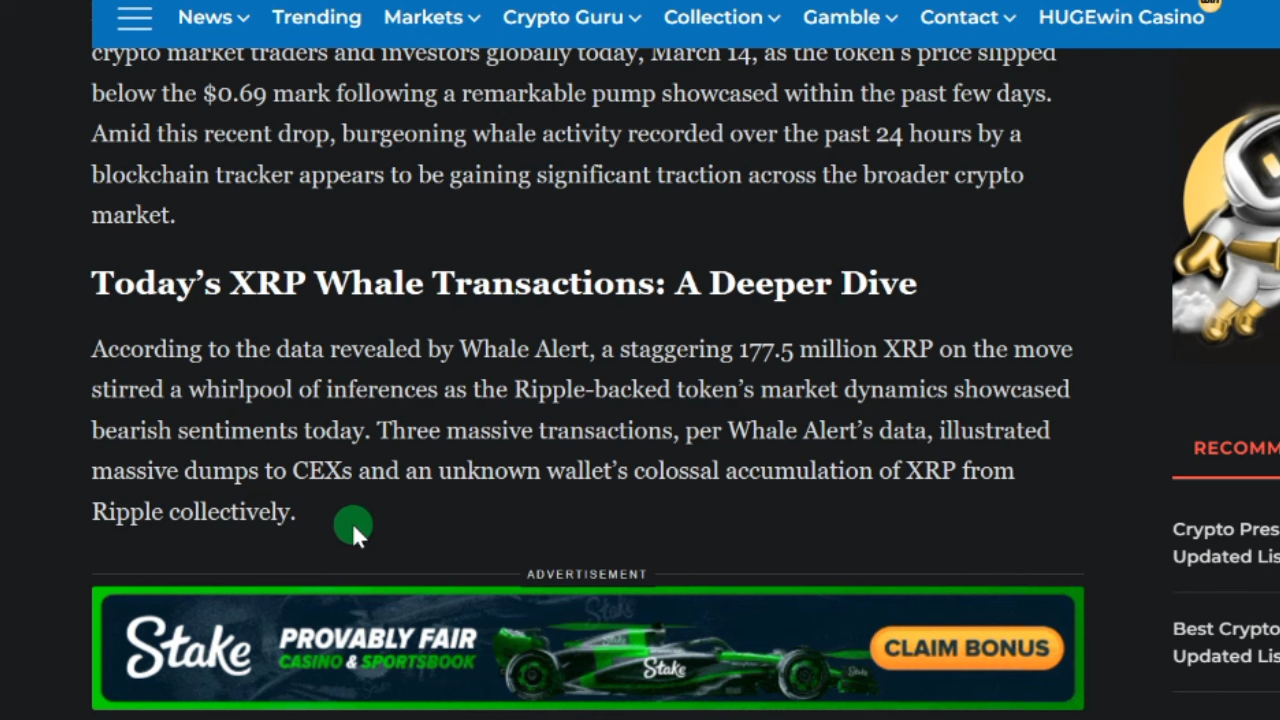 News Trending Markets Crypto Guru Collection Gamble Contact HUGEwin Casino
win
crypto market traders and investors globally today, March 14, as the token's price slipped
below the $0.69 mark following a remarkable pump showcased within the past few days.
Amid this recent drop, burgeoning whale activity recorded over the past 24 hours by a
blockchain tracker appears to be gaining significant traction across the broader crypto
market.
Today's XRP Whale Transactions: A Deeper Dive
According to the data revealed by Whale Alert, a staggering 177.5 million XRP on the move
stirred a whirlpool of inferences as the Ripple-backed token's market dynamics showcased
bearish sentiments today. Three massive transactions, per Whale Alert's data, illustrated
massive dumps to CEXs and an unknown wallet's colossal accumulation of XRP from
Ripple collectively.
RECOMM
Crypto Pres
Updated Lis
Best Crypto
Updated Lis
ADVERTISEMENT
Stake PROVABLY FAIR
CASINO & SPORTSBOOK
Stake
Stake
Stake
CLAIM BONUS